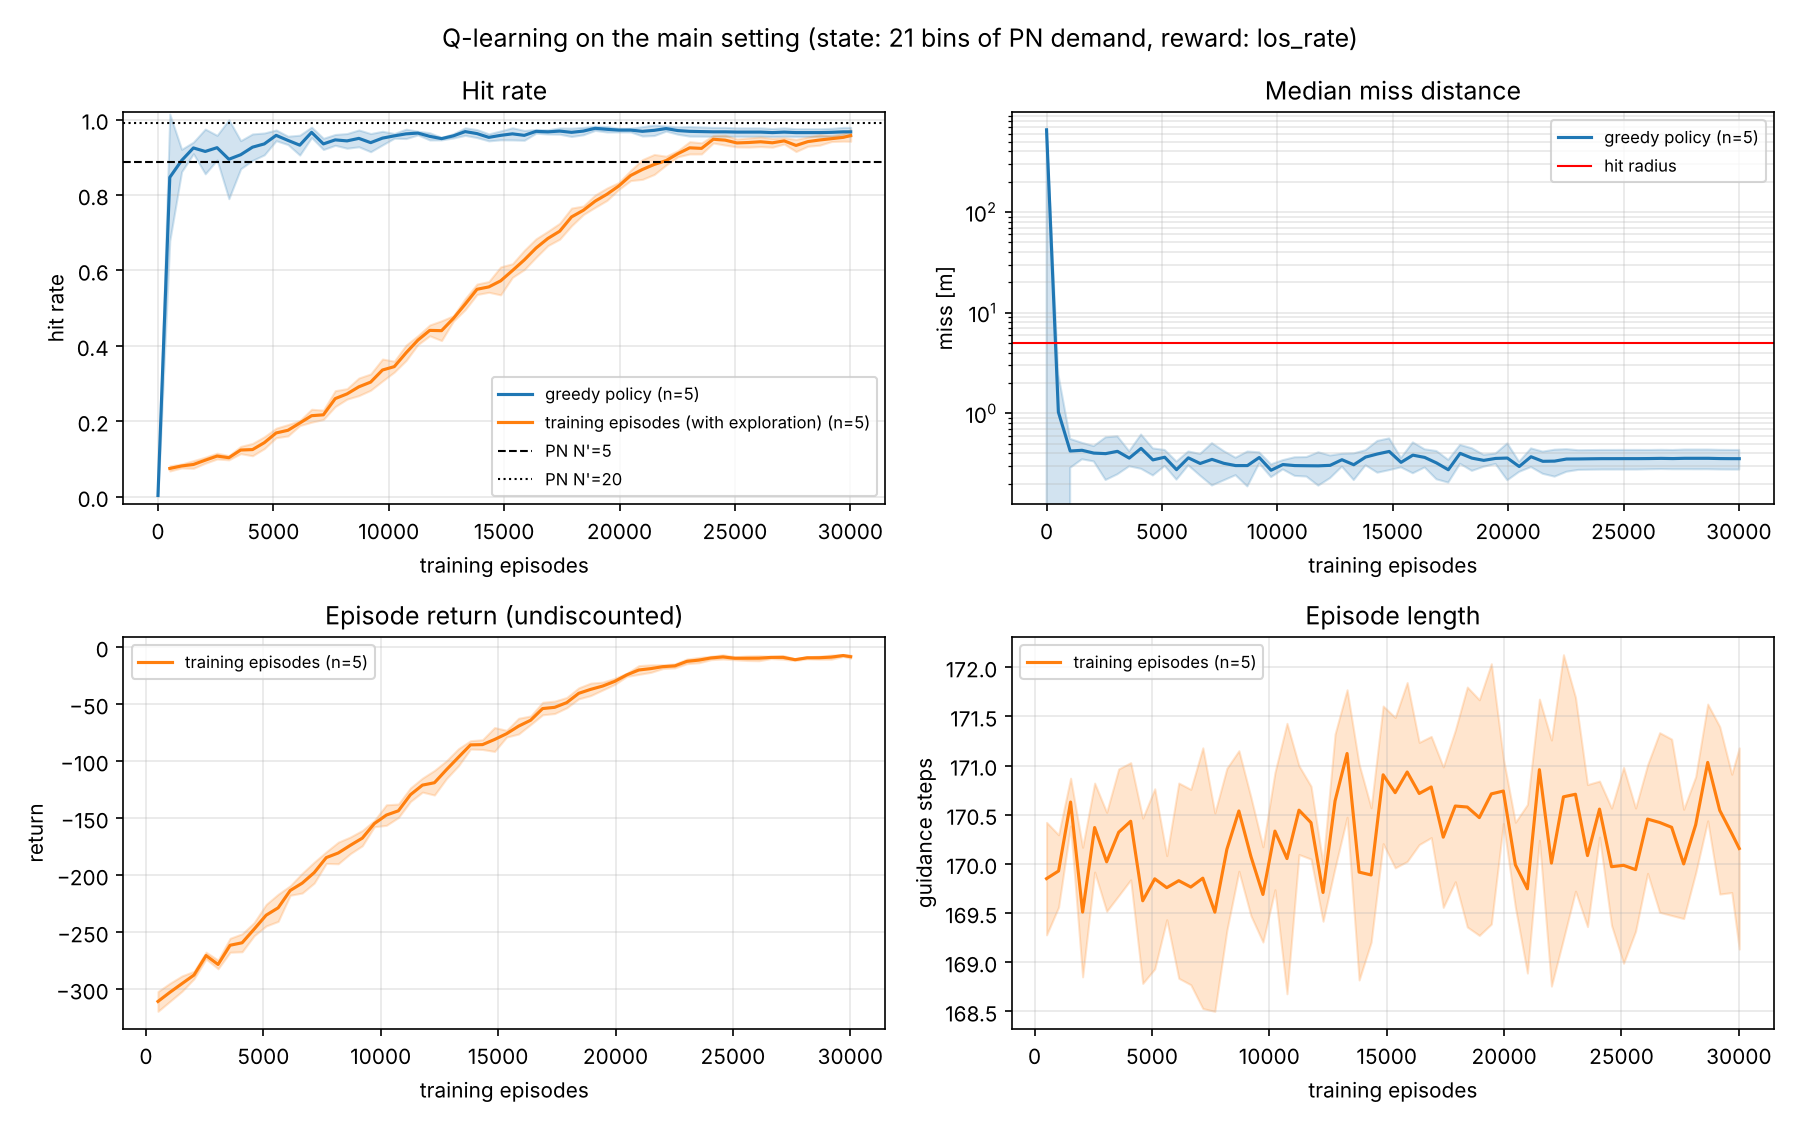 Q-learning on the main setting (state: 21 bins of PN demand, reward: los_rate)
Hit rate
hit rate
1.0
0.8
0.6
0.4
0.2
0.0
greedy policy (n=5)
training episodes (with exploration) (n=5)
PN N'=5
PN N'=20
0 5000 10000 15000 20000 25000 30000
training episodes
Median miss distance
miss [m]
10²
10¹
10⁰
greedy policy (n=5)
hit radius
0 5000 10000 15000 20000 25000 30000
training episodes
Episode return (undiscounted)
return
0
−50
−100
−150
−200
−250
−300
training episodes (n=5)
0 5000 10000 15000 20000 25000 30000
training episodes
Episode length
guidance steps
172.0
171.5
171.0
170.5
170.0
169.5
169.0
168.5
training episodes (n=5)
0 5000 10000 15000 20000 25000 30000
training episodes